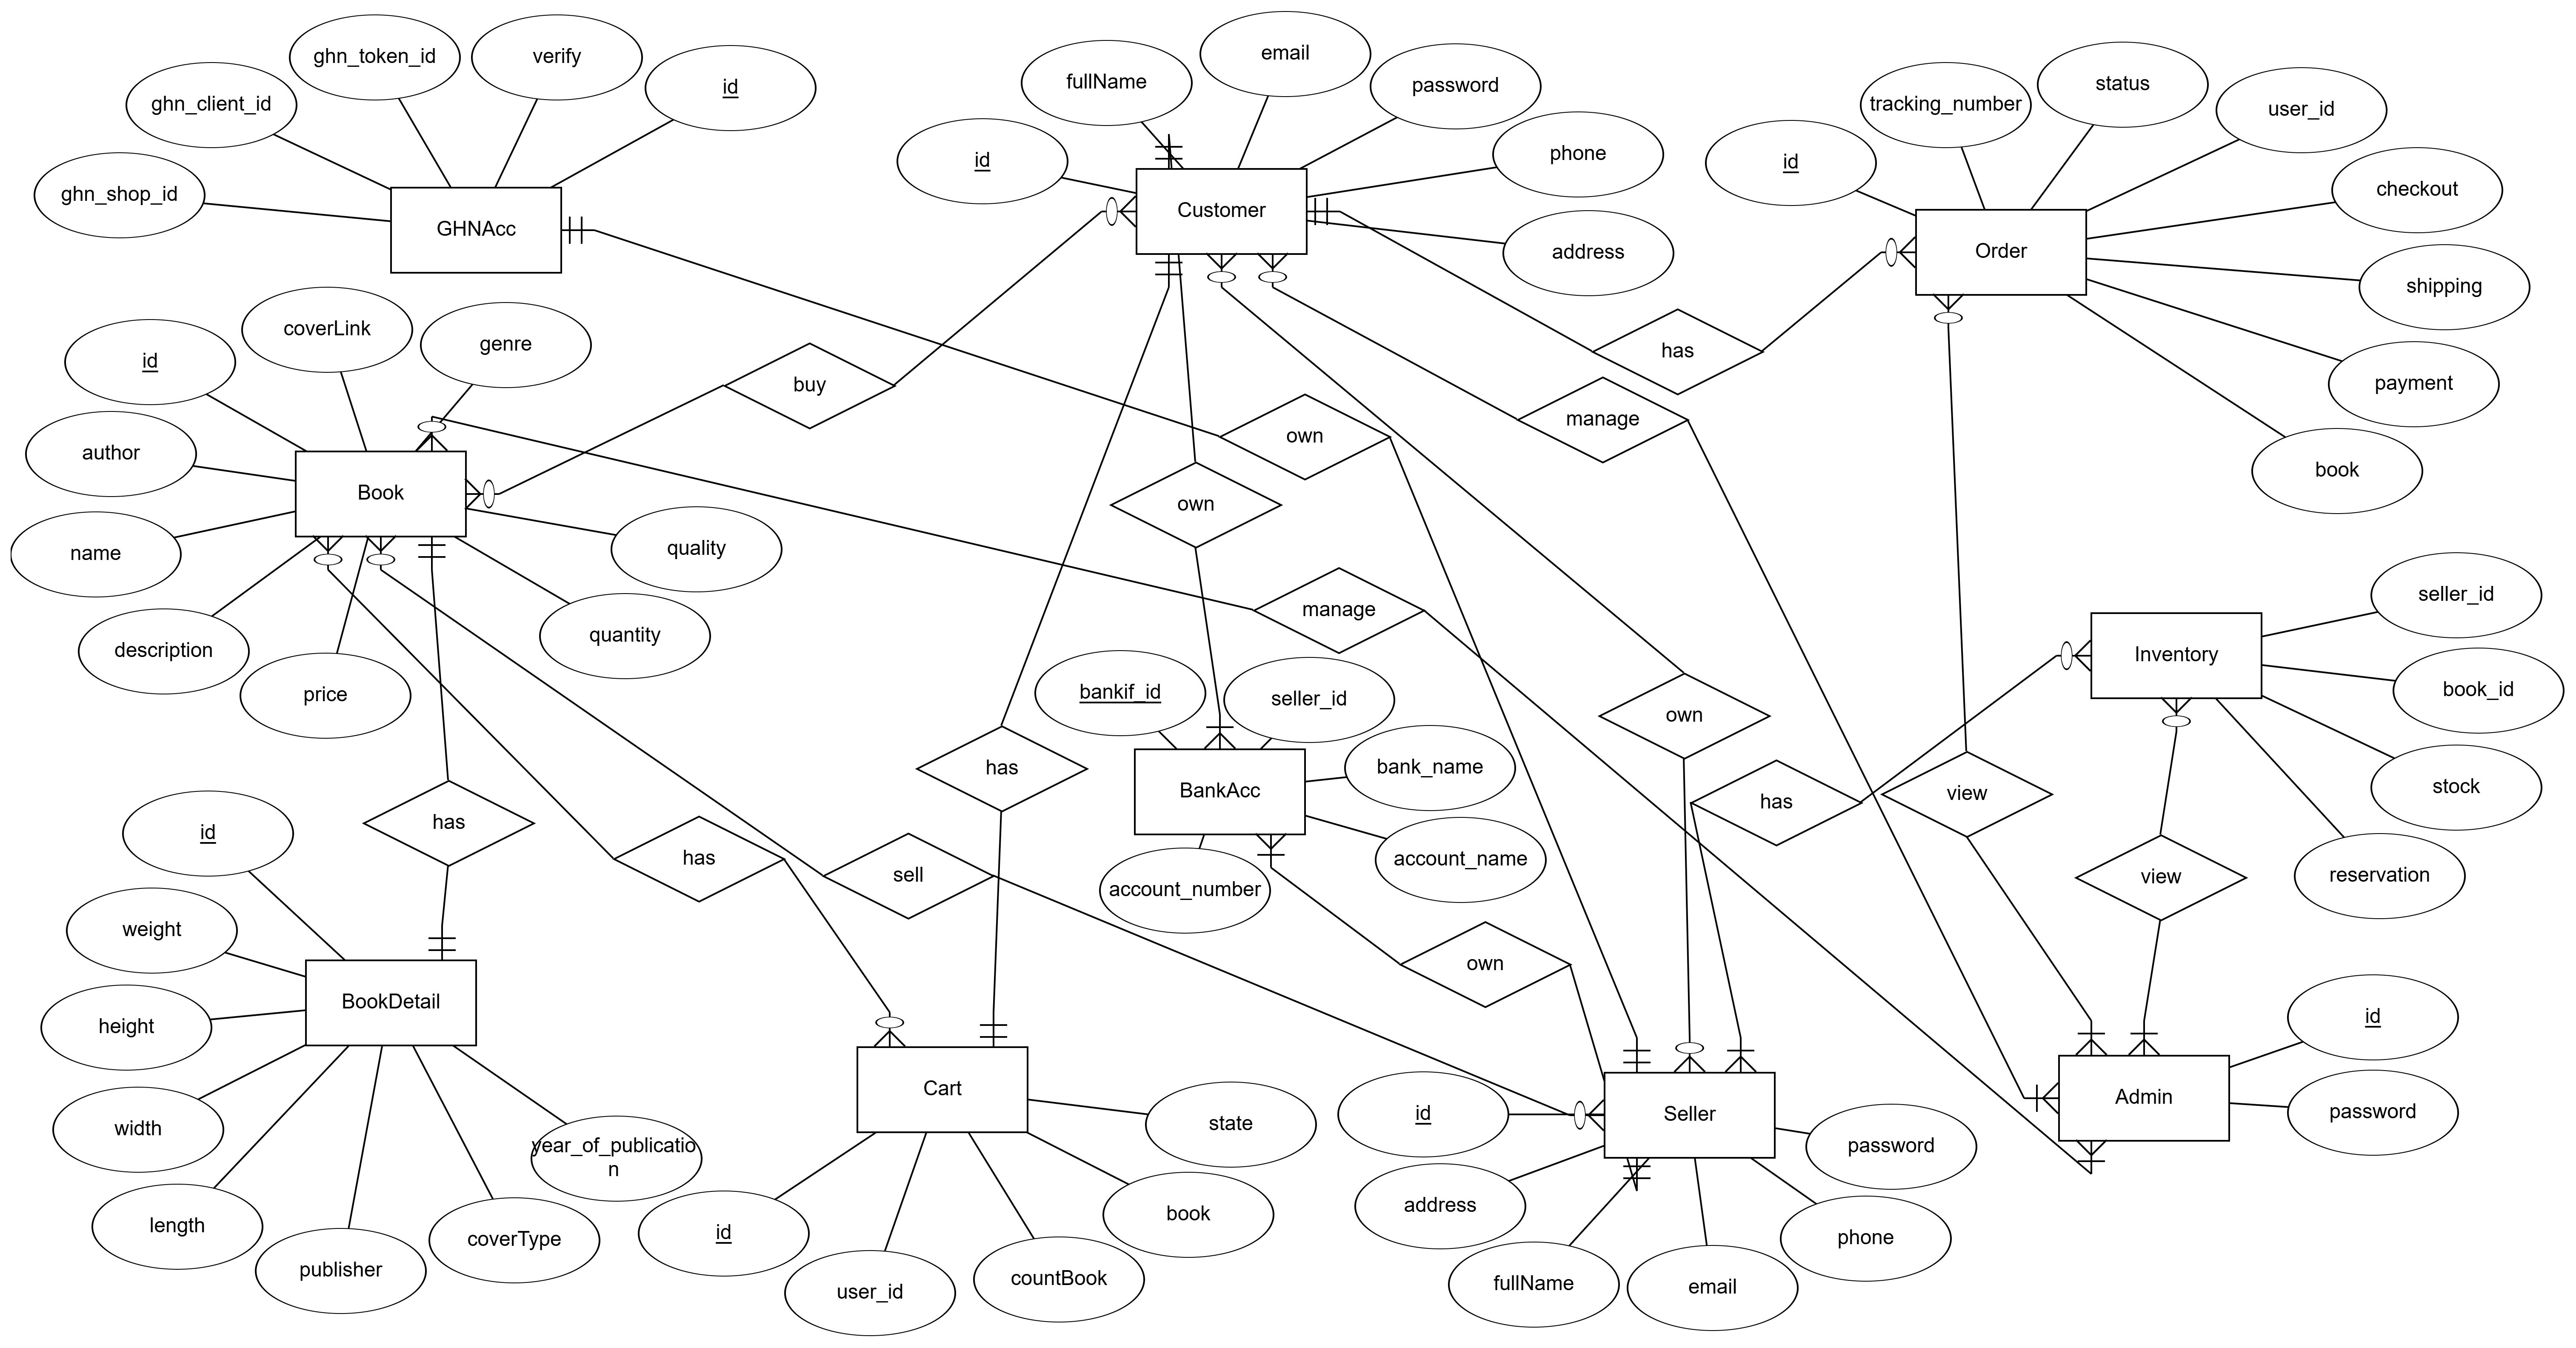 ghn_token_id
verify
id
ghn_client_id
ghn_shop_id
GHNAcc
email
fullName
password
id
phone
Customer
address
status
tracking_number
user_id
id
checkout
Order
shipping
payment
book
has
manage
own
buy
coverLink
genre
id
author
Book
name
quality
description
quantity
price
own
manage
bankif_id
seller_id
BankAcc
bank_name
account_name
account_number
own
has
view
seller_id
Inventory
book_id
stock
reservation
view
has
has
has
sell
own
id
weight
BookDetail
height
width
year_of_publicatio
n
length
coverType
publisher
Cart
state
book
id
user_id
countBook
id
Seller
password
address
phone
fullName
email
id
Admin
password